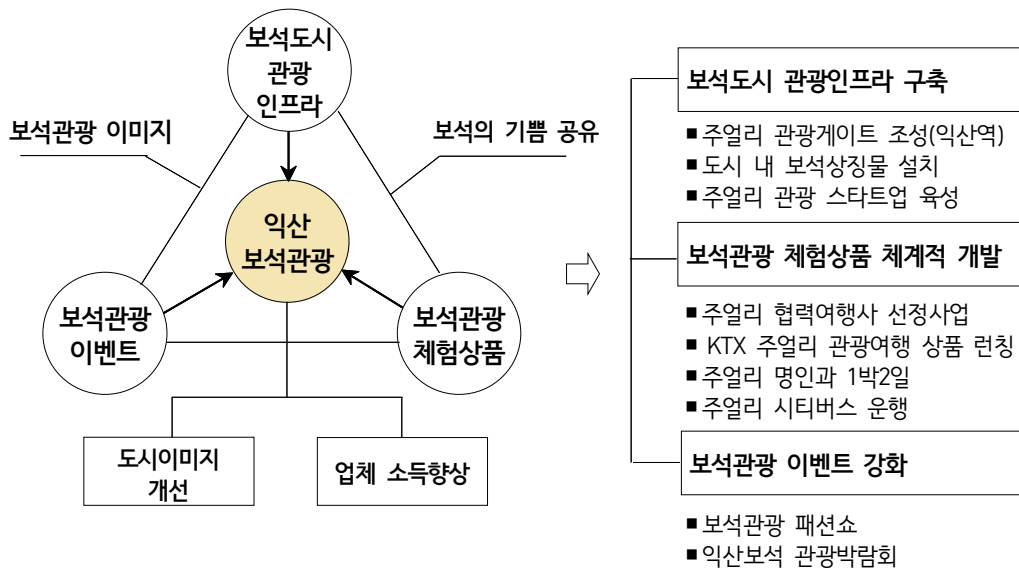 보석도시
관광
인프라
보석관광 이미지
보석의 기쁨 공유
익산
보석관광
보석관광
이벤트
보석관광
체험상품
도시이미지
개선
업체 소득향상
보석도시 관광인프라 구축
■ 주얼리 관광게이트 조성(익산역)
■ 도시 내 보석상징물 설치
■ 주얼리 관광 스타트업 육성
보석관광 체험상품 체계적 개발
■ 주얼리 협력여행사 선정사업
■ KTX 주얼리 관광여행 상품 런칭
■ 주얼리 명인과 1박2일
■ 주얼리 시티버스 운행
보석관광 이벤트 강화
■ 보석관광 패션쇼
■ 익산보석 관광박람회